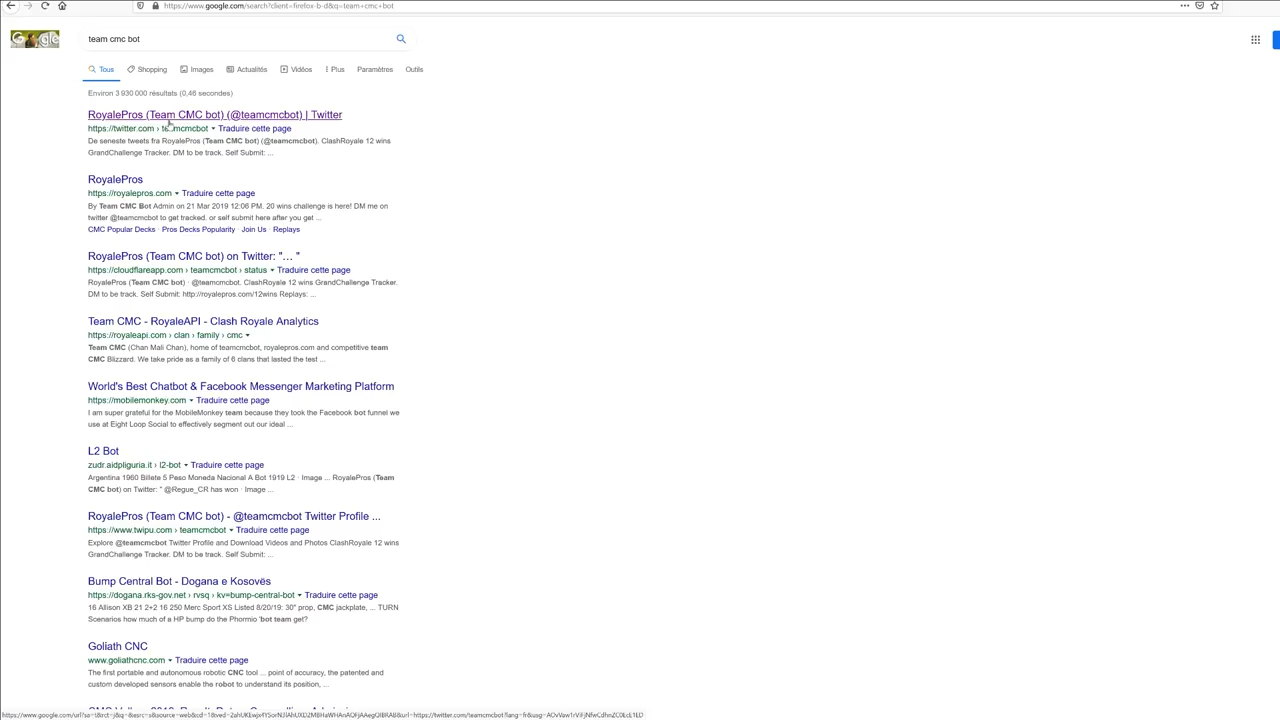 https://www.google.com/search?client=firefox-b-d&q=team+cmc+bot
Google
team cmc bot
Tous Shopping Images Actualités Vidéos Plus Paramètres Outils
Environ 3 930 000 résultats (0,46 secondes)
RoyalePros (Team CMC bot) (@teamcmcbot) | Twitter
https://twitter.com › teamcmcbot Traduire cette page
De seneste tweets fra RoyalePros (Team CMC bot) (@teamcmcbot). ClashRoyale 12 wins
GrandChallenge Tracker. DM to be track. Self Submit: ...
RoyalePros
https://royalepros.com Traduire cette page
By Team CMC Bot Admin on 21 Mar 2019 12:06 PM. 20 wins challenge is here! DM me on
twitter @teamcmcbot to get tracked. or self submit here after you get ...
CMC Popular Decks · Pros Decks Popularity · Join Us · Replays
RoyalePros (Team CMC bot) on Twitter: "… "
https://cloudflareapp.com › teamcmcbot › status Traduire cette page
RoyalePros (Team CMC bot) · @teamcmcbot. ClashRoyale 12 wins GrandChallenge Tracker.
DM to be track. Self Submit: http://royalepros.com/12wins Replays: ...
Team CMC - RoyaleAPI - Clash Royale Analytics
https://royaleapi.com › clan › family › cmc
Team CMC (Chan Mali Chan), home of teamcmcbot, royalepros.com and competitive team
CMC Blizzard. We take pride as a family of 6 clans that lasted the test ...
World's Best Chatbot & Facebook Messenger Marketing Platform
https://mobilemonkey.com Traduire cette page
I am super grateful for the MobileMonkey team because they took the Facebook bot funnel we
use at Eight Loop Social to effectively segment out our ideal ...
L2 Bot
zudr.aidpliguria.it › l2-bot Traduire cette page
Argentina 1960 Billete 5 Peso Moneda Nacional A Bot 1919 L2 · Image ... RoyalePros (Team
CMC bot) on Twitter: " @Regue_CR has won · Image ...
RoyalePros (Team CMC bot) - @teamcmcbot Twitter Profile ...
https://www.twipu.com › teamcmcbot Traduire cette page
Explore @teamcmcbot Twitter Profile and Download Videos and Photos ClashRoyale 12 wins
GrandChallenge Tracker. DM to be track. Self Submit: ...
Bump Central Bot - Dogana e Kosovës
https://dogana.rks-gov.net › rvsq › kv=bump-central-bot Traduire cette page
16 Allison XB 21 2+2 16 250 Merc Sport XS Listed 8/20/19: 30" prop, CMC jackplate, ... TURN
Scenarios how much of a HP bump do the Phormio 'bot team get?
Goliath CNC
www.goliathcnc.com Traduire cette page
The first portable and autonomous robotic CNC tool ... point of accuracy, the patented and
custom developed sensors enable the robot to understand its position, ...